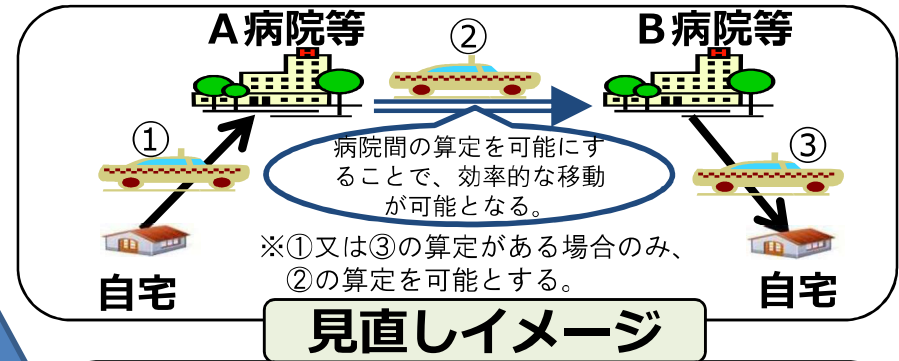 A病院等
②
B病院等
①
③
病院間の算定を可能にす
ることで、効率的な移動
が可能となる。
※①又は③の算定がある場合のみ、
②の算定を可能とする。
自宅
自宅
見直しイメージ